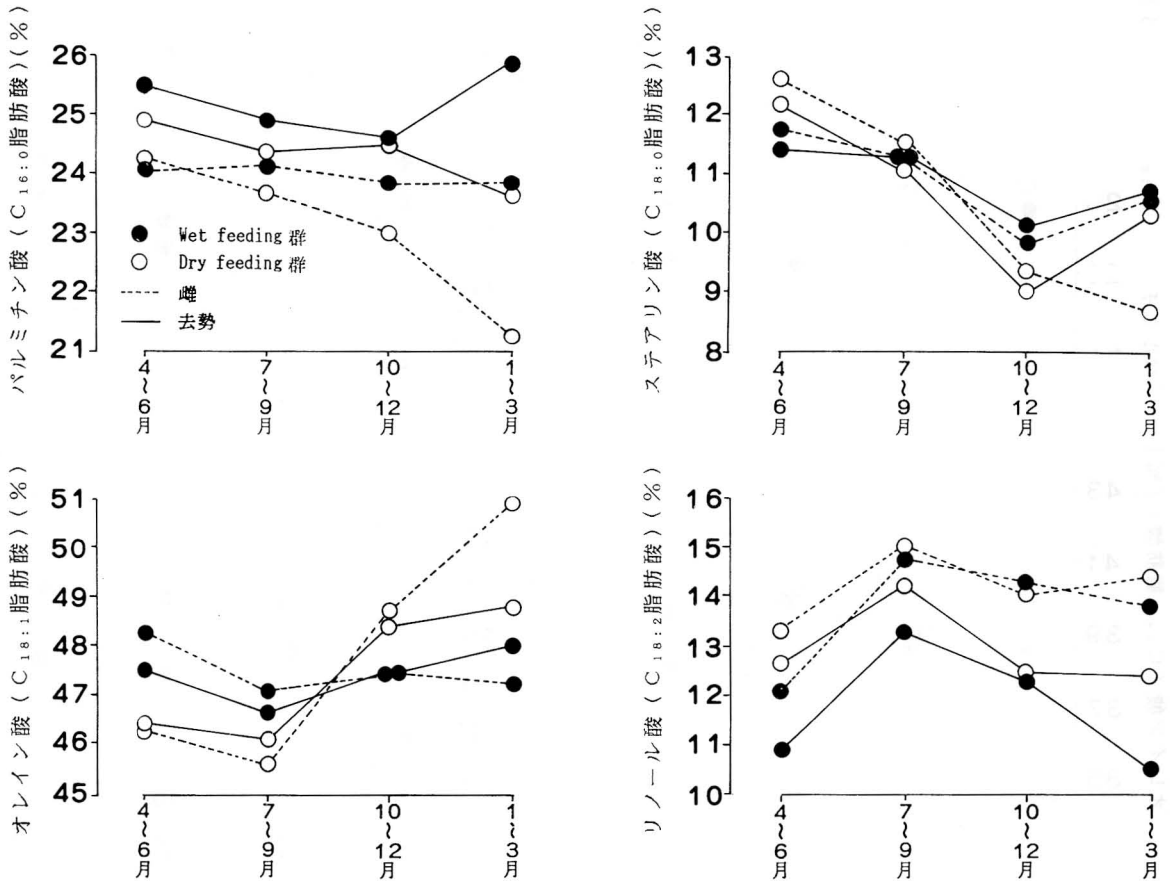 パルミチン酸（C₁₆:₀脂肪酸）（%）
26
25
24
23
22
21
● Wet feeding 群
○ Dry feeding 群
雌
去勢
4〜6月
7〜9月
10〜12月
1〜3月
ステアリン酸（C₁₈:₀脂肪酸）（%）
13
12
11
10
9
8
4〜6月
7〜9月
10〜12月
1〜3月
オレイン酸（C₁₈:₁脂肪酸）（%）
51
50
49
48
47
46
45
4〜6月
7〜9月
10〜12月
1〜3月
リノール酸（C₁₈:₂脂肪酸）（%）
16
15
14
13
12
11
10
4〜6月
7〜9月
10〜12月
1〜3月